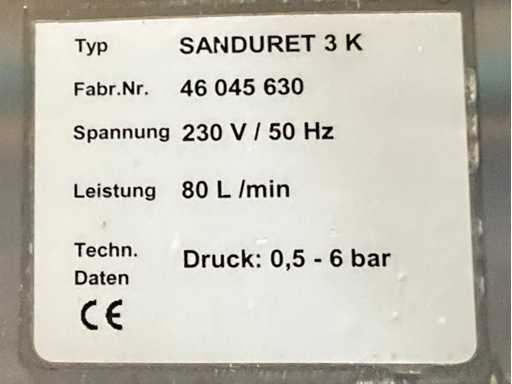 Typ SANDURET 3 K
Fabr.Nr. 46 045 630
Spannung 230 V / 50 Hz
Leistung 80 L /min
Techn. Daten Druck: 0,5 - 6 bar
CE